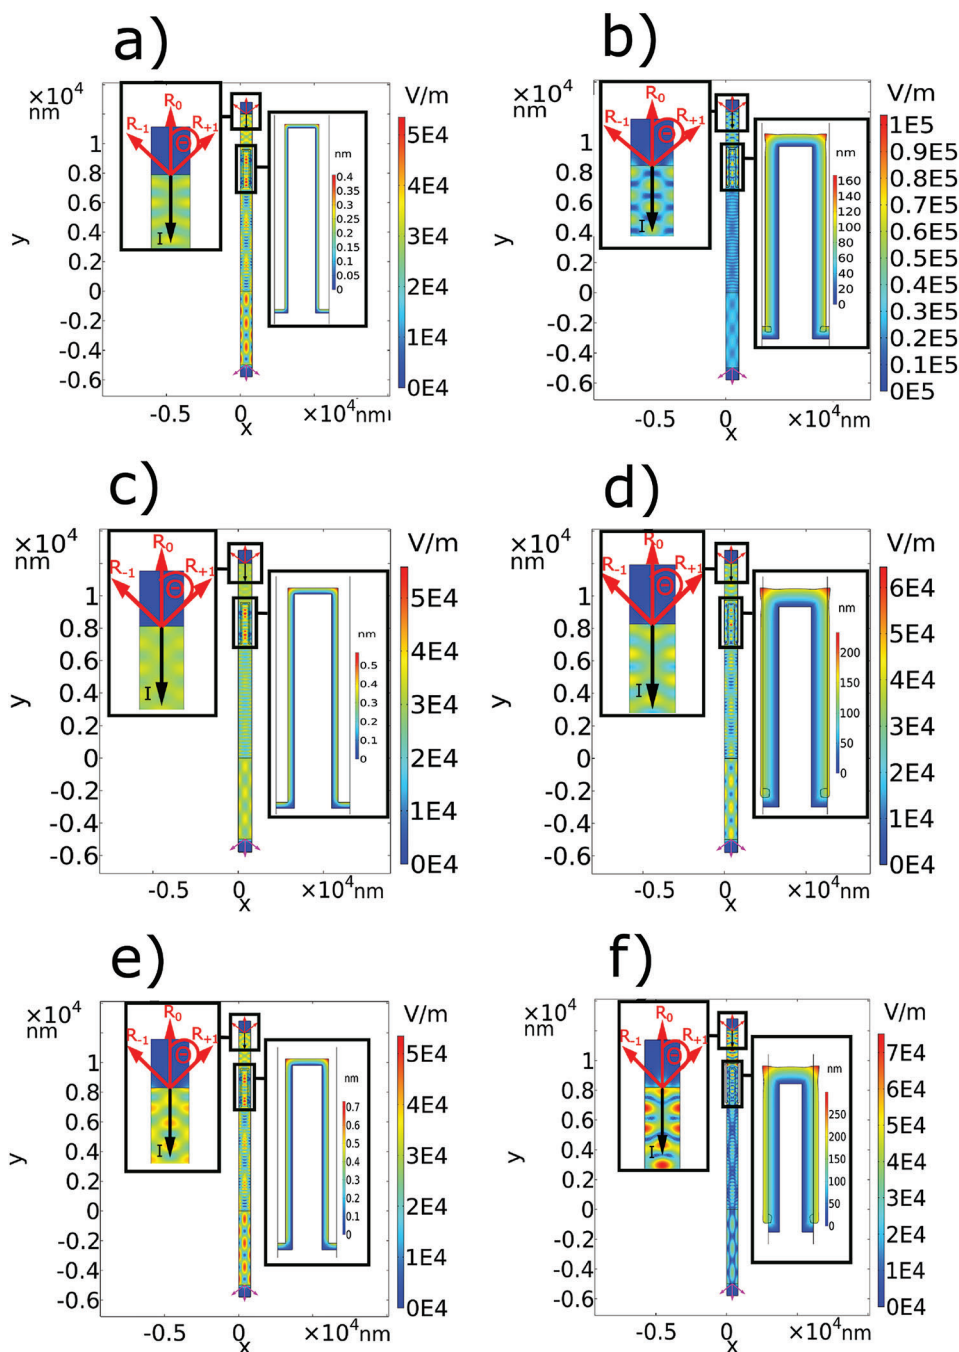 a)
×10⁴
nm
V/m
R₀
R₋₁
R₊₁
Θ
I
1
0.8
0.6
0.4
0.2
0
-0.2
-0.4
-0.6
y
-0.5
0
×10⁴nm
x
nm
0.4
0.35
0.3
0.25
0.2
0.15
0.1
0.05
0
5E4
4E4
3E4
2E4
1E4
0E4
b)
×10⁴
nm
V/m
R₀
R₋₁
R₊₁
Θ
I
1
0.8
0.6
0.4
0.2
0
-0.2
-0.4
-0.6
y
-0.5
0
×10⁴nm
x
nm
160
140
120
100
80
60
40
20
0
1E5
0.9E5
0.8E5
0.7E5
0.6E5
0.5E5
0.4E5
0.3E5
0.2E5
0.1E5
0E5
c)
×10⁴
nm
V/m
R₀
R₋₁
R₊₁
Θ
I
1
0.8
0.6
0.4
0.2
0
-0.2
-0.4
-0.6
y
-0.5
0
×10⁴nm
x
nm
0.5
0.4
0.3
0.2
0.1
0
5E4
4E4
3E4
2E4
1E4
0E4
d)
×10⁴
nm
V/m
R₀
R₋₁
R₊₁
Θ
I
1
0.8
0.6
0.4
0.2
0
-0.2
-0.4
-0.6
y
-0.5
0
×10⁴nm
x
nm
200
150
100
50
0
6E4
5E4
4E4
3E4
2E4
1E4
0E4
e)
×10⁴
nm
V/m
R₀
R₋₁
R₊₁
Θ
I
1
0.8
0.6
0.4
0.2
0
-0.2
-0.4
-0.6
y
-0.5
0
×10⁴nm
x
nm
0.7
0.6
0.5
0.4
0.3
0.2
0.1
0
5E4
4E4
3E4
2E4
1E4
0E4
f)
×10⁴
nm
V/m
R₀
R₋₁
R₊₁
Θ
I
1
0.8
0.6
0.4
0.2
0
-0.2
-0.4
-0.6
y
-0.5
0
×10⁴nm
x
nm
250
200
150
100
50
0
7E4
6E4
5E4
4E4
3E4
2E4
1E4
0E4